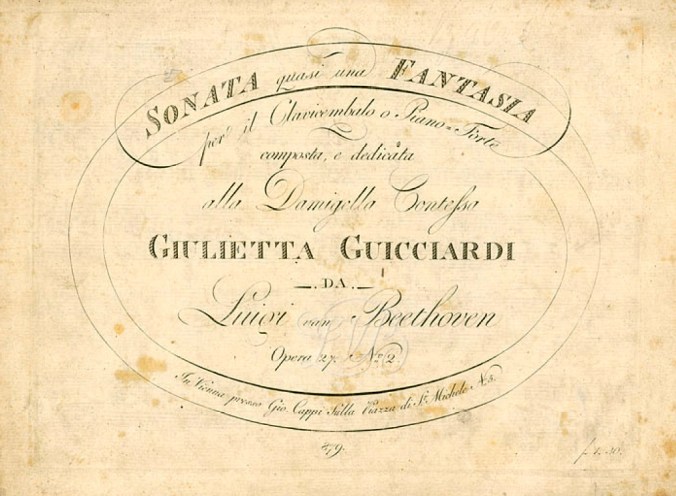 SONATA quasi una FANTASIA
per il Clavicembalo o Piano=Forte
composta, e dedicata
alla Damigella Contessa
GIULIETTA GUICCIARDI
DA
Luigi van Beethoven
Opera 27. No 2.
In Vienna presso Gio. Cappi Sulla Piazza di St. Michele No. 5.
879.